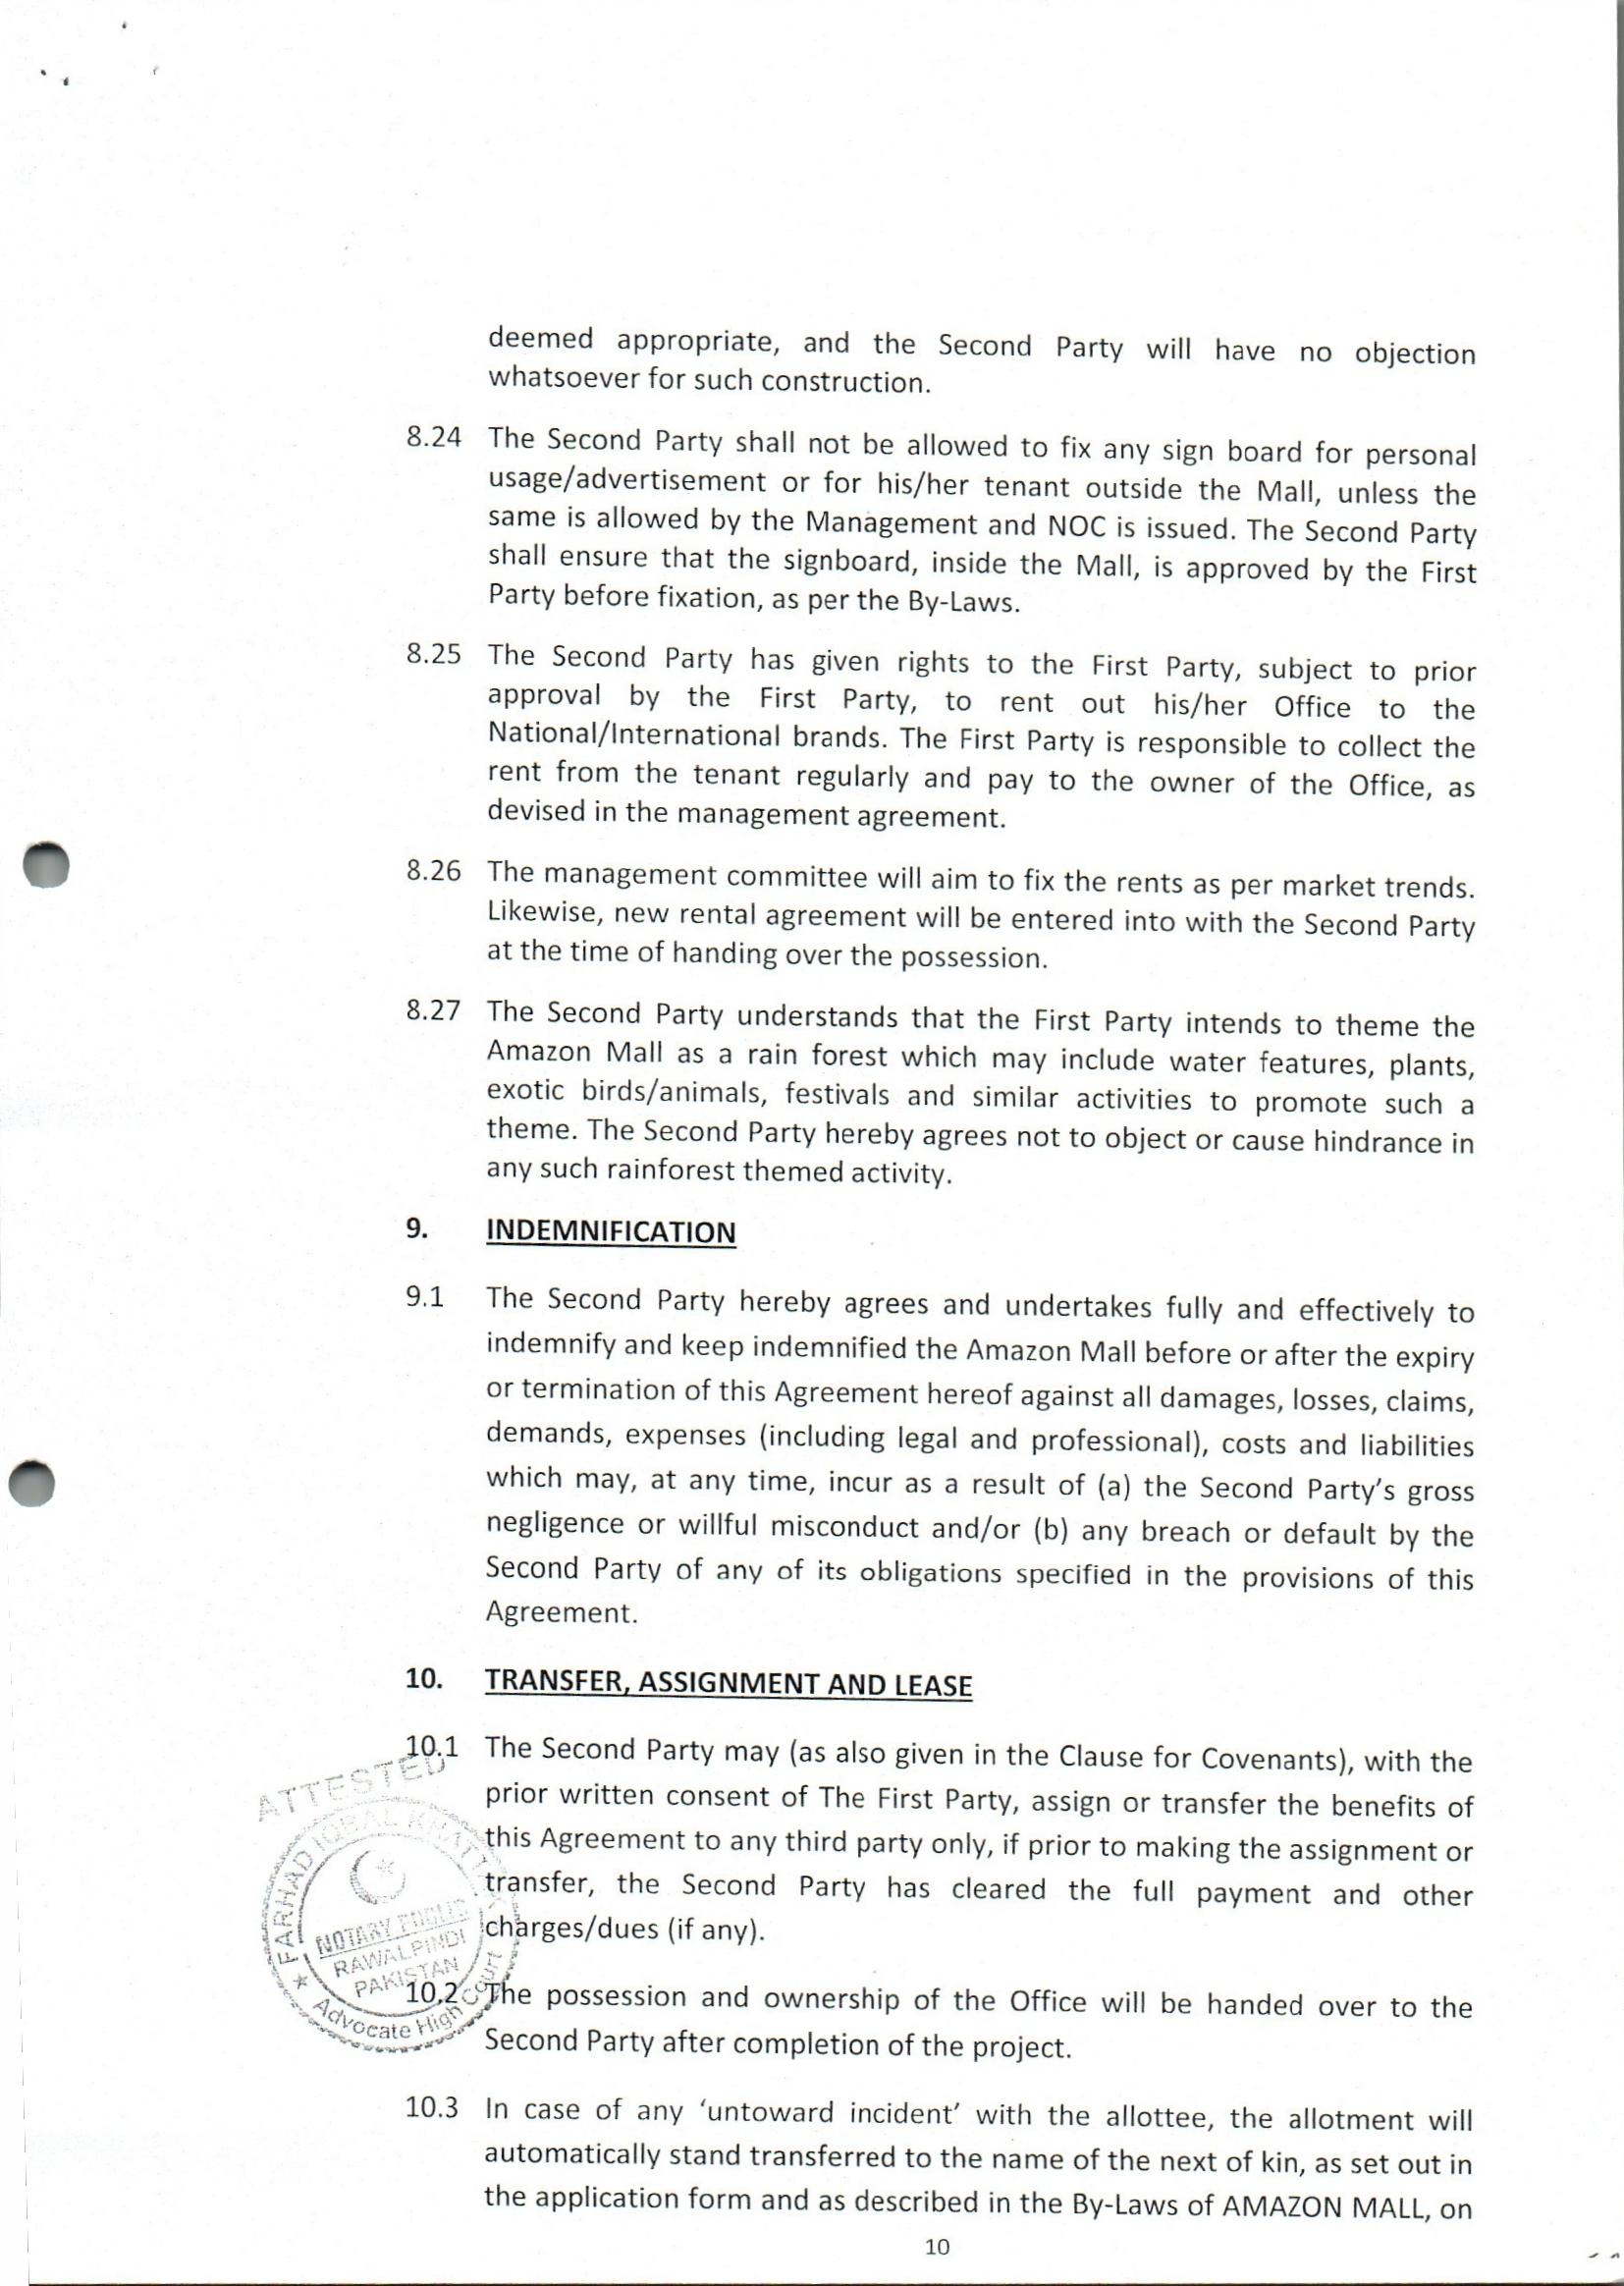 deemed appropriate, and the Second Party will have no objection
whatsoever for such construction.
8.24 The Second Party shall not be allowed to fix any sign board for personal
usage/advertisement or for his/her tenant outside the Mall, unless the
same is allowed by the Management and NOC is issued. The Second Party
shall ensure that the signboard, inside the Mall, is approved by the First
Party before fixation, as per the By-Laws.
8.25 The Second Party has given rights to the First Party, subject to prior
approval by the First Party, to rent out his/her Office to the
National/International brands. The First Party is responsible to collect the
rent from the tenant regularly and pay to the owner of the Office, as
devised in the management agreement.
8.26 The management committee will aim to fix the rents as per market trends.
Likewise, new rental agreement will be entered into with the Second Party
at the time of handing over the possession.
8.27 The Second Party understands that the First Party intends to theme the
Amazon Mall as a rain forest which may include water features, plants,
exotic birds/animals, festivals and similar activities to promote such a
theme. The Second Party hereby agrees not to object or cause hindrance in
any such rainforest themed activity.
9. INDEMNIFICATION
9.1 The Second Party hereby agrees and undertakes fully and effectively to
indemnify and keep indemnified the Amazon Mall before or after the expiry
or termination of this Agreement hereof against all damages, losses, claims,
demands, expenses (including legal and professional), costs and liabilities
which may, at any time, incur as a result of (a) the Second Party's gross
negligence or willful misconduct and/or (b) any breach or default by the
Second Party of any of its obligations specified in the provisions of this
Agreement.
10. TRANSFER, ASSIGNMENT AND LEASE
10.1 The Second Party may (as also given in the Clause for Covenants), with the
prior written consent of The First Party, assign or transfer the benefits of
this Agreement to any third party only, if prior to making the assignment or
transfer, the Second Party has cleared the full payment and other
charges/dues (if any).
ATTESTED
FARHAD IQBAL
NOTARY PUBLIC
RAWALPINDI
PAKISTAN
Advocate High Court
10.2 The possession and ownership of the Office will be handed over to the
Second Party after completion of the project.
10.3 In case of any 'untoward incident' with the allottee, the allotment will
automatically stand transferred to the name of the next of kin, as set out in
the application form and as described in the By-Laws of AMAZON MALL, on
10